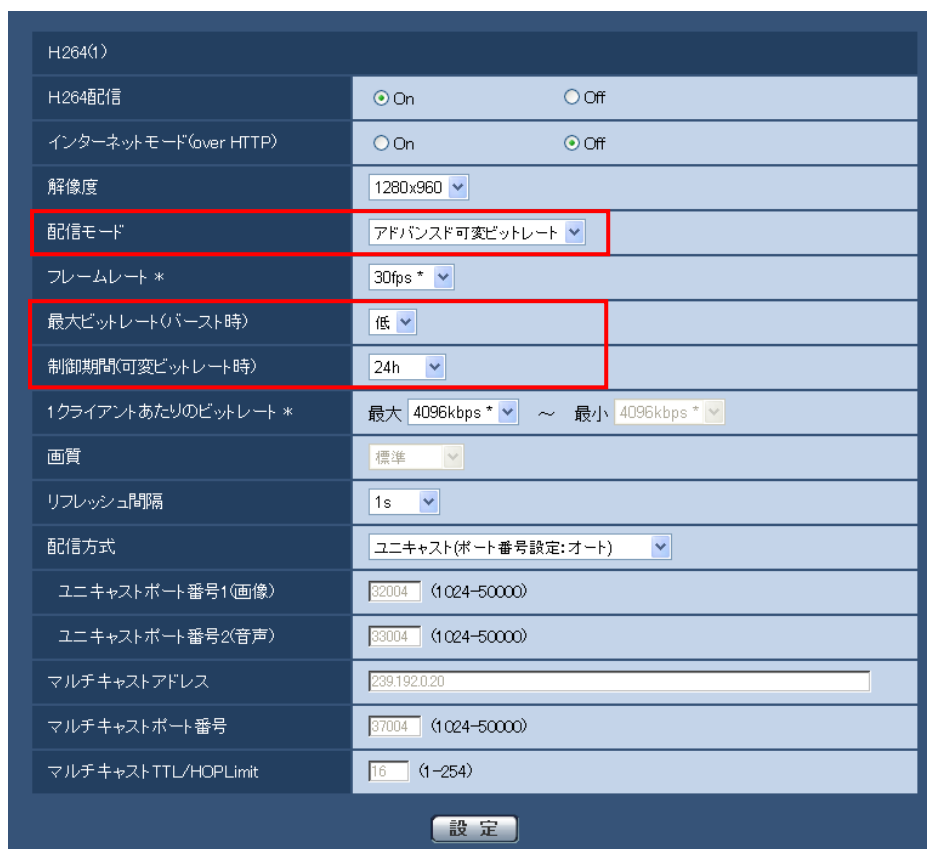 H.264(1)
H.264配信 On Off
インターネットモード(over HTTP) On Off
解像度 1280x960
配信モード アドバンスド可変ビットレート
フレームレート * 30fps *
最大ビットレート(バースト時) 低
制御期間(可変ビットレート時) 24h
1クライアントあたりのビットレート * 最大 4096kbps * ～ 最小 4096kbps *
画質 標準
リフレッシュ間隔 1s
配信方式 ユニキャスト(ポート番号設定:オート)
ユニキャストポート番号1(画像) 32004 (1024-50000)
ユニキャストポート番号2(音声) 33004 (1024-50000)
マルチキャストアドレス 239.192.0.20
マルチキャストポート番号 37004 (1024-50000)
マルチキャストTTL/HOPLimit 16 (1-254)
設 定